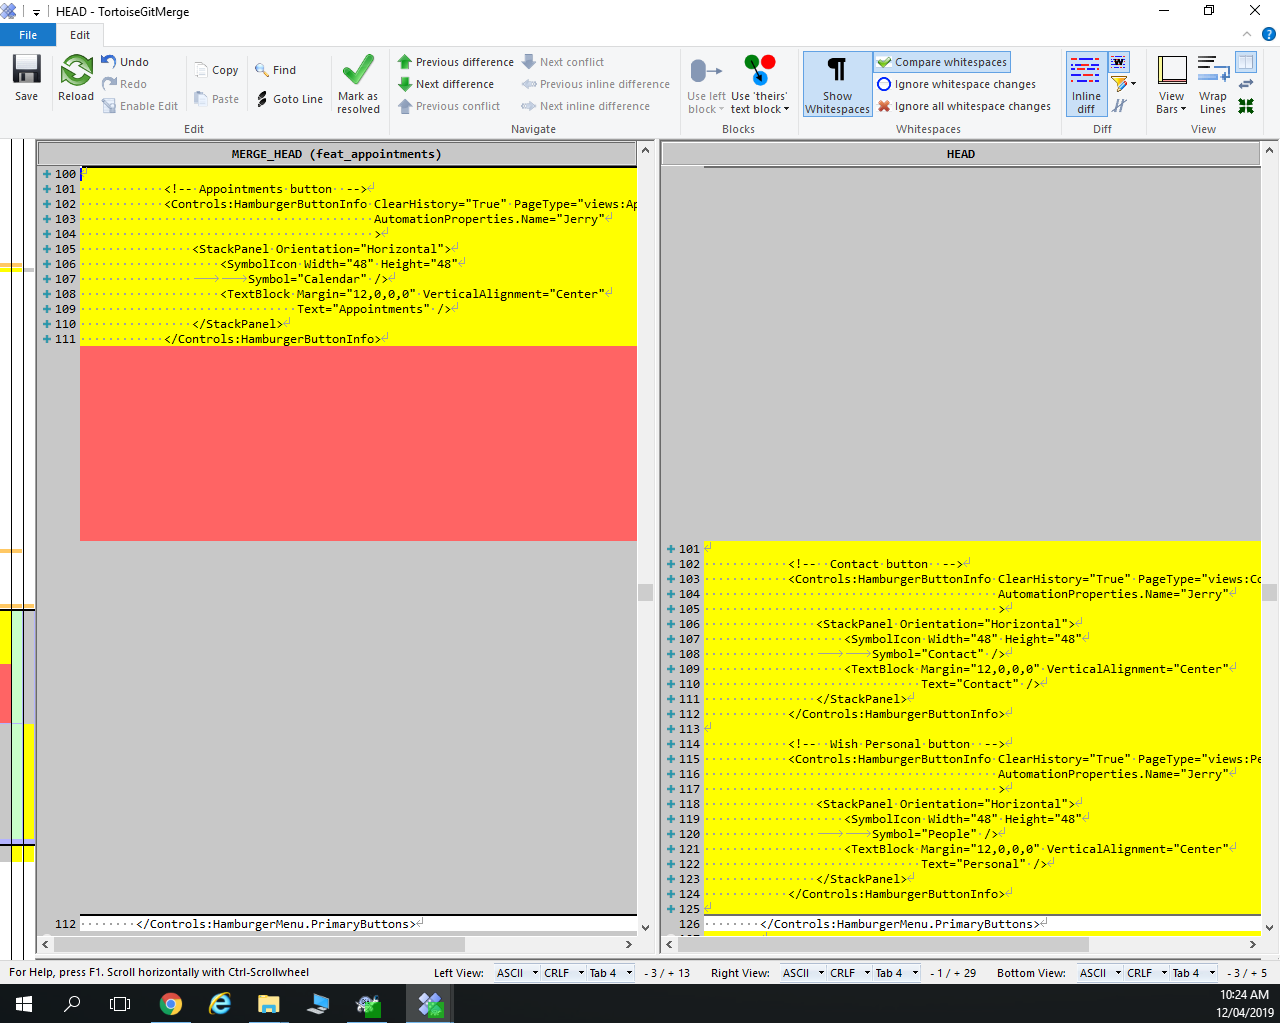 HEAD - TortoiseGitMerge
File Edit
Save
Reload
Undo
Redo
Enable Edit
Copy
Paste
Find
Goto Line
Mark as resolved
Edit
Previous difference
Next difference
Previous conflict
Next conflict
Previous inline difference
Next inline difference
Navigate
Use left block
Use 'theirs' text block
Blocks
Show Whitespaces
Compare whitespaces
Ignore whitespace changes
Ignore all whitespace changes
Whitespaces
Inline diff
Diff
View Bars
Wrap Lines
View
MERGE_HEAD (feat_appointments)
100
101 <!-- Appointments button -->
102 <Controls:HamburgerButtonInfo ClearHistory="True" PageType="views:Ap
103 AutomationProperties.Name="Jerry"
104 >
105 <StackPanel Orientation="Horizontal">
106 <SymbolIcon Width="48" Height="48"
107 Symbol="Calendar" />
108 <TextBlock Margin="12,0,0,0" VerticalAlignment="Center"
109 Text="Appointments" />
110 </StackPanel>
111 </Controls:HamburgerButtonInfo>
112 </Controls:HamburgerMenu.PrimaryButtons>
HEAD
101
102 <!-- Contact button -->
103 <Controls:HamburgerButtonInfo ClearHistory="True" PageType="views:Co
104 AutomationProperties.Name="Jerry"
105 >
106 <StackPanel Orientation="Horizontal">
107 <SymbolIcon Width="48" Height="48"
108 Symbol="Contact" />
109 <TextBlock Margin="12,0,0,0" VerticalAlignment="Center"
110 Text="Contact" />
111 </StackPanel>
112 </Controls:HamburgerButtonInfo>
113
114 <!-- Wish Personal button -->
115 <Controls:HamburgerButtonInfo ClearHistory="True" PageType="views:Pe
116 AutomationProperties.Name="Jerry"
117 >
118 <StackPanel Orientation="Horizontal">
119 <SymbolIcon Width="48" Height="48"
120 Symbol="People" />
121 <TextBlock Margin="12,0,0,0" VerticalAlignment="Center"
122 Text="Personal" />
123 </StackPanel>
124 </Controls:HamburgerButtonInfo>
125
126 </Controls:HamburgerMenu.PrimaryButtons>
For Help, press F1. Scroll horizontally with Ctrl-Scrollwheel
Left View: ASCII CRLF Tab 4 - 3 / + 13
Right View: ASCII CRLF Tab 4 - 1 / + 29
Bottom View: ASCII CRLF Tab 4 - 3 / + 5
10:24 AM
12/04/2019